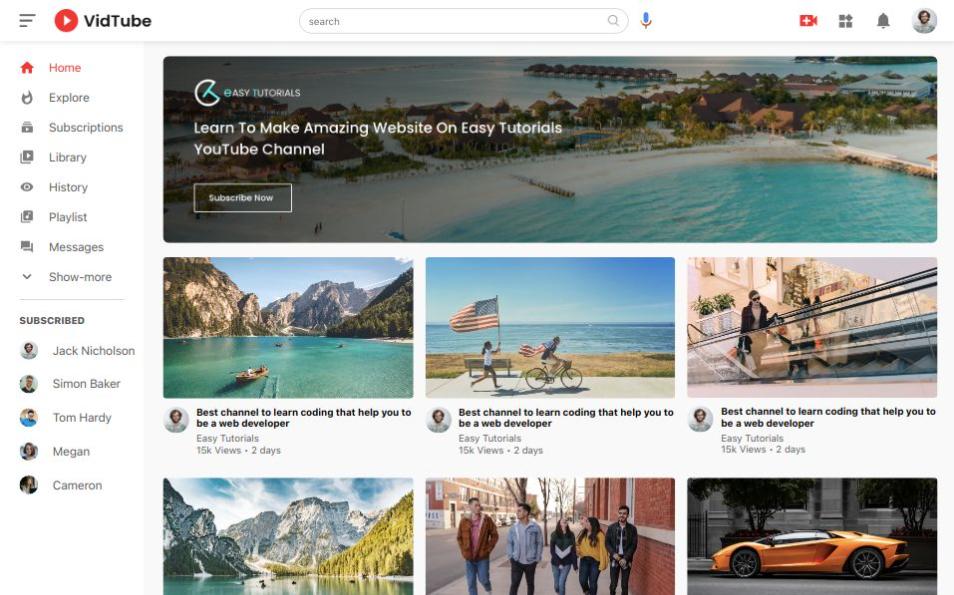 VidTube
search
Home
Explore
Subscriptions
Library
History
Playlist
Messages
Show-more
SUBSCRIBED
Jack Nicholson
Simon Baker
Tom Hardy
Megan
Cameron
eASY TUTORIALS
Learn To Make Amazing Website On Easy Tutorials
YouTube Channel
Subscribe Now
Best channel to learn coding that help you to
be a web developer
Easy Tutorials
15k Views • 2 days
Best channel to learn coding that help you to
be a web developer
Easy Tutorials
15k Views • 2 days
Best channel to learn coding that help you to
be a web developer
Easy Tutorials
15k Views • 2 days